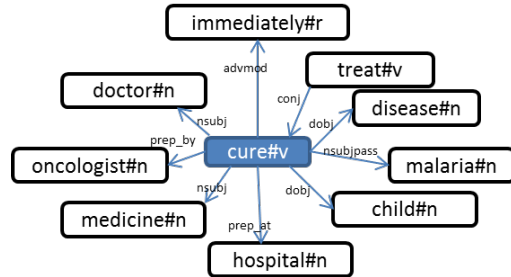 immediately#r
advmod
treat#v
conj
doctor#n
disease#n
nsubj
dobj
prep_by
cure#v
nsubjpass
oncologist#n
malaria#n
nsubj
dobj
medicine#n
child#n
prep_at
hospital#n